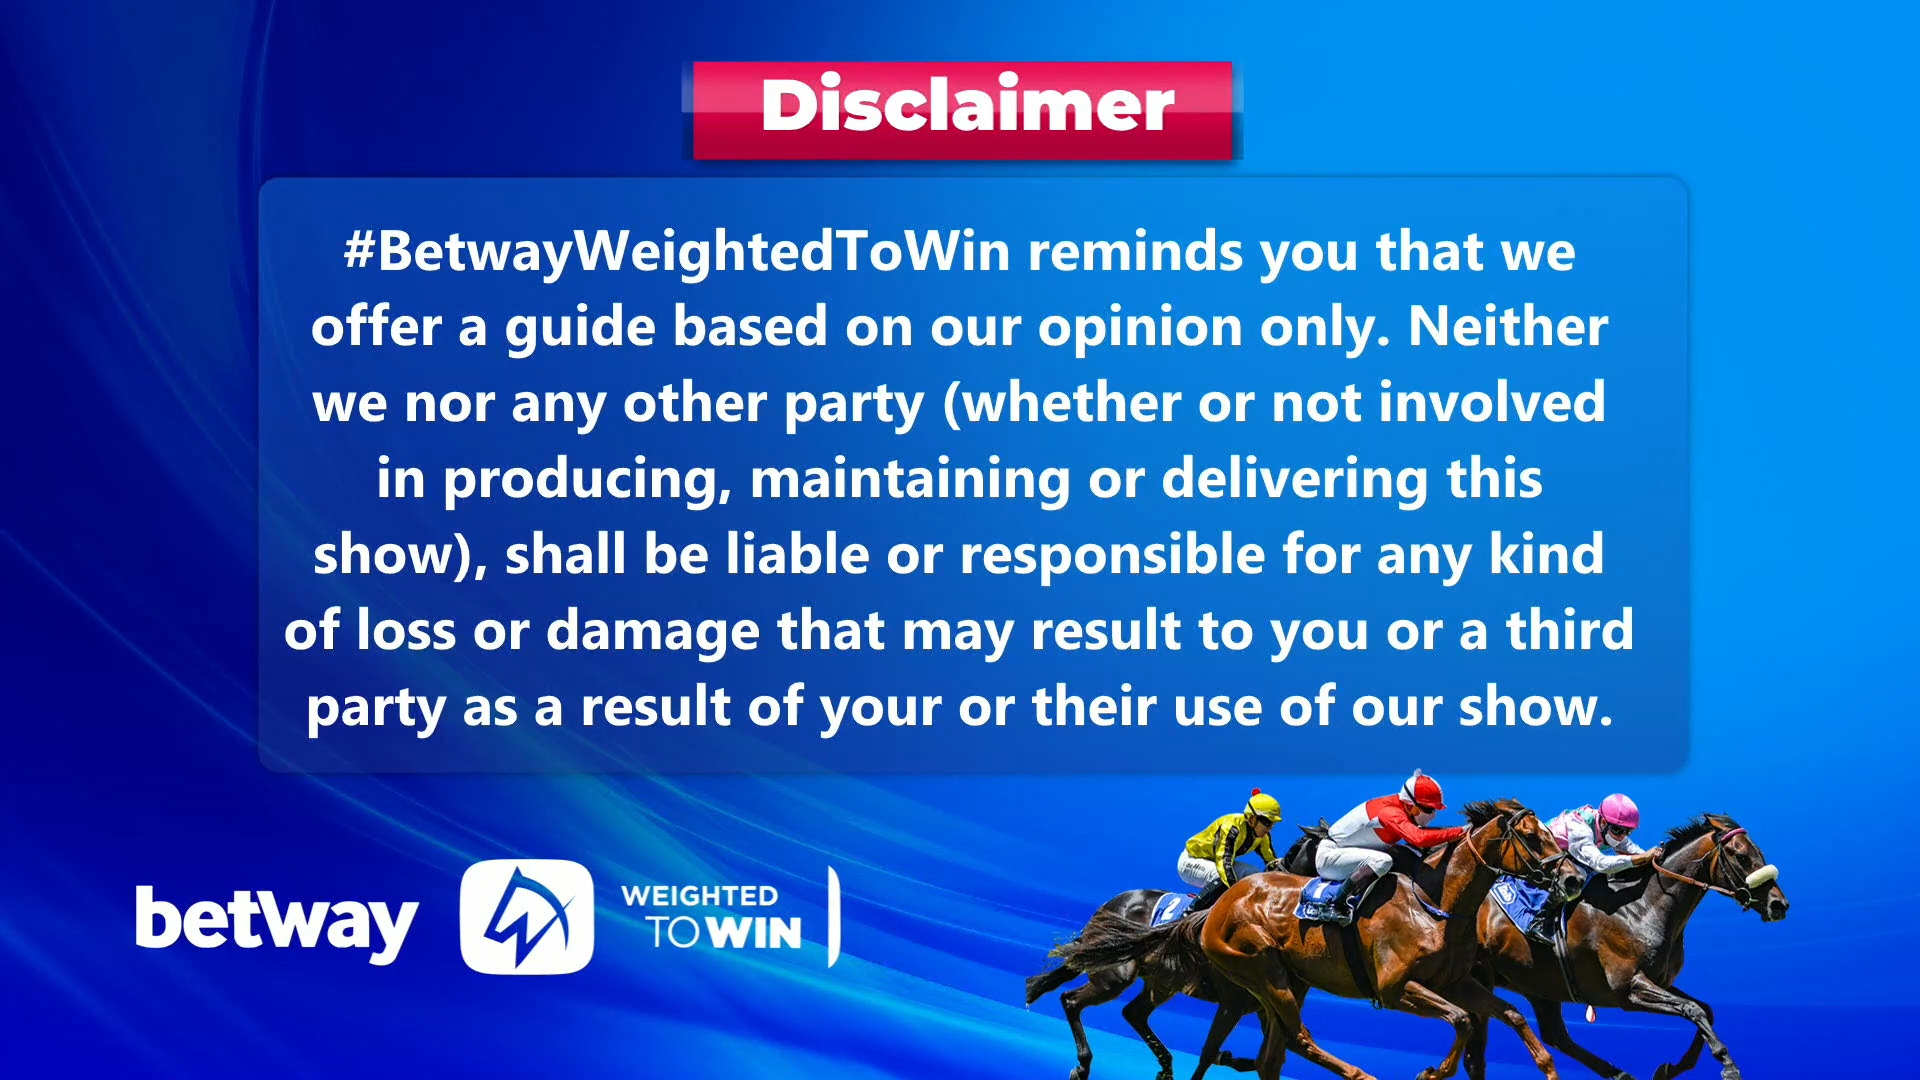 Disclaimer
#BetwayWeightedToWin reminds you that we
offer a guide based on our opinion only. Neither
we nor any other party (whether or not involved
in producing, maintaining or delivering this
show), shall be liable or responsible for any kind
of loss or damage that may result to you or a third
party as a result of your or their use of our show.
betway
WEIGHTED
TOWIN
2
1